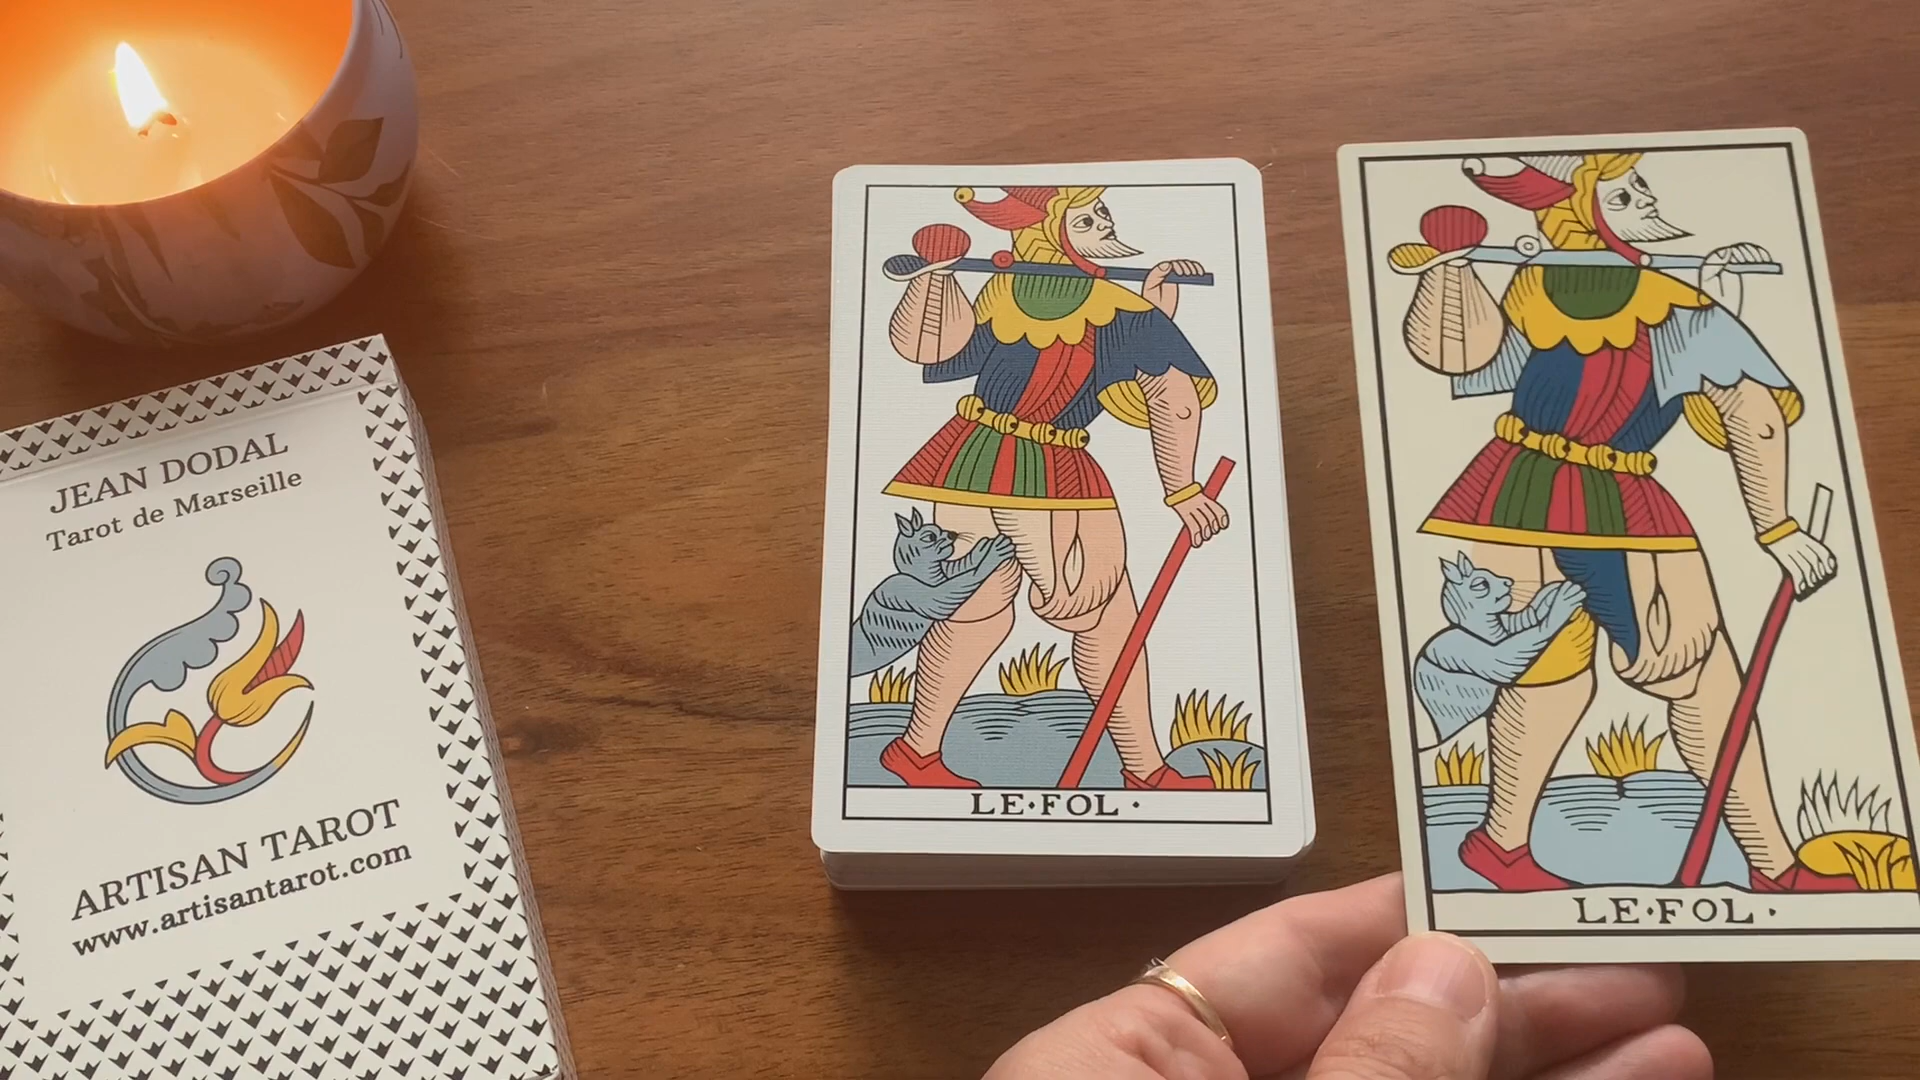 JEAN DODAL
Tarot de Marseille
ARTISAN TAROT
www.artisantarot.com
LE·FOL·
LE·FOL·